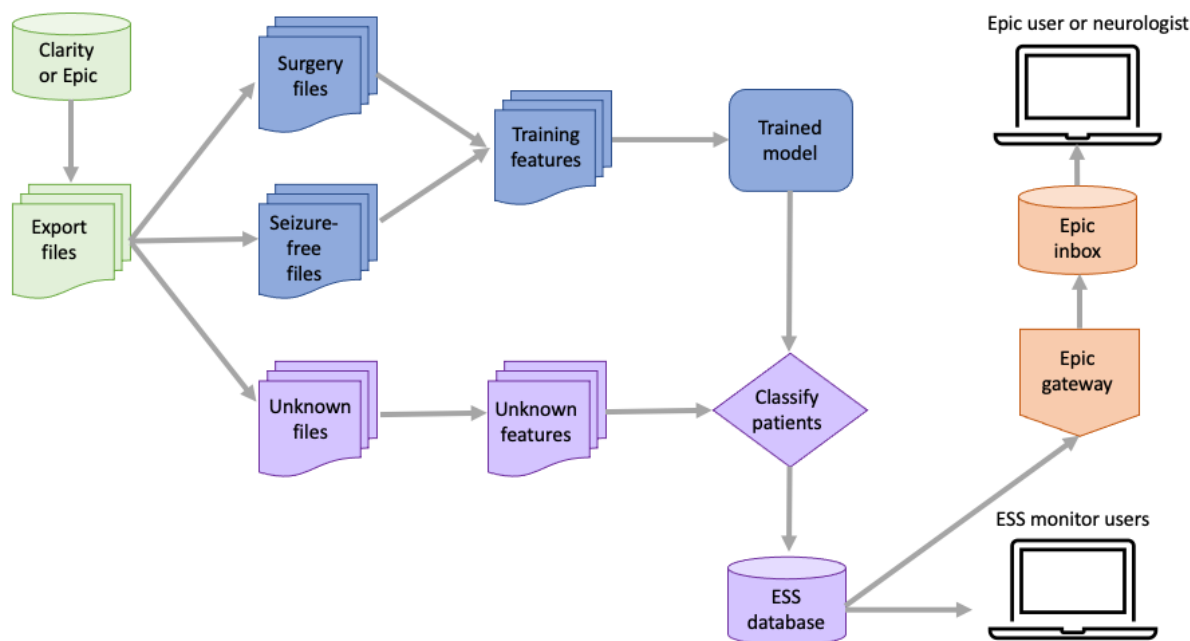 Clarity
or Epic
Export
files
Surgery
files
Seizure-
free
files
Unknown
files
Training
features
Unknown
features
Trained
model
Classify
patients
ESS
database
Epic user or neurologist
Epic
inbox
Epic
gateway
ESS monitor users